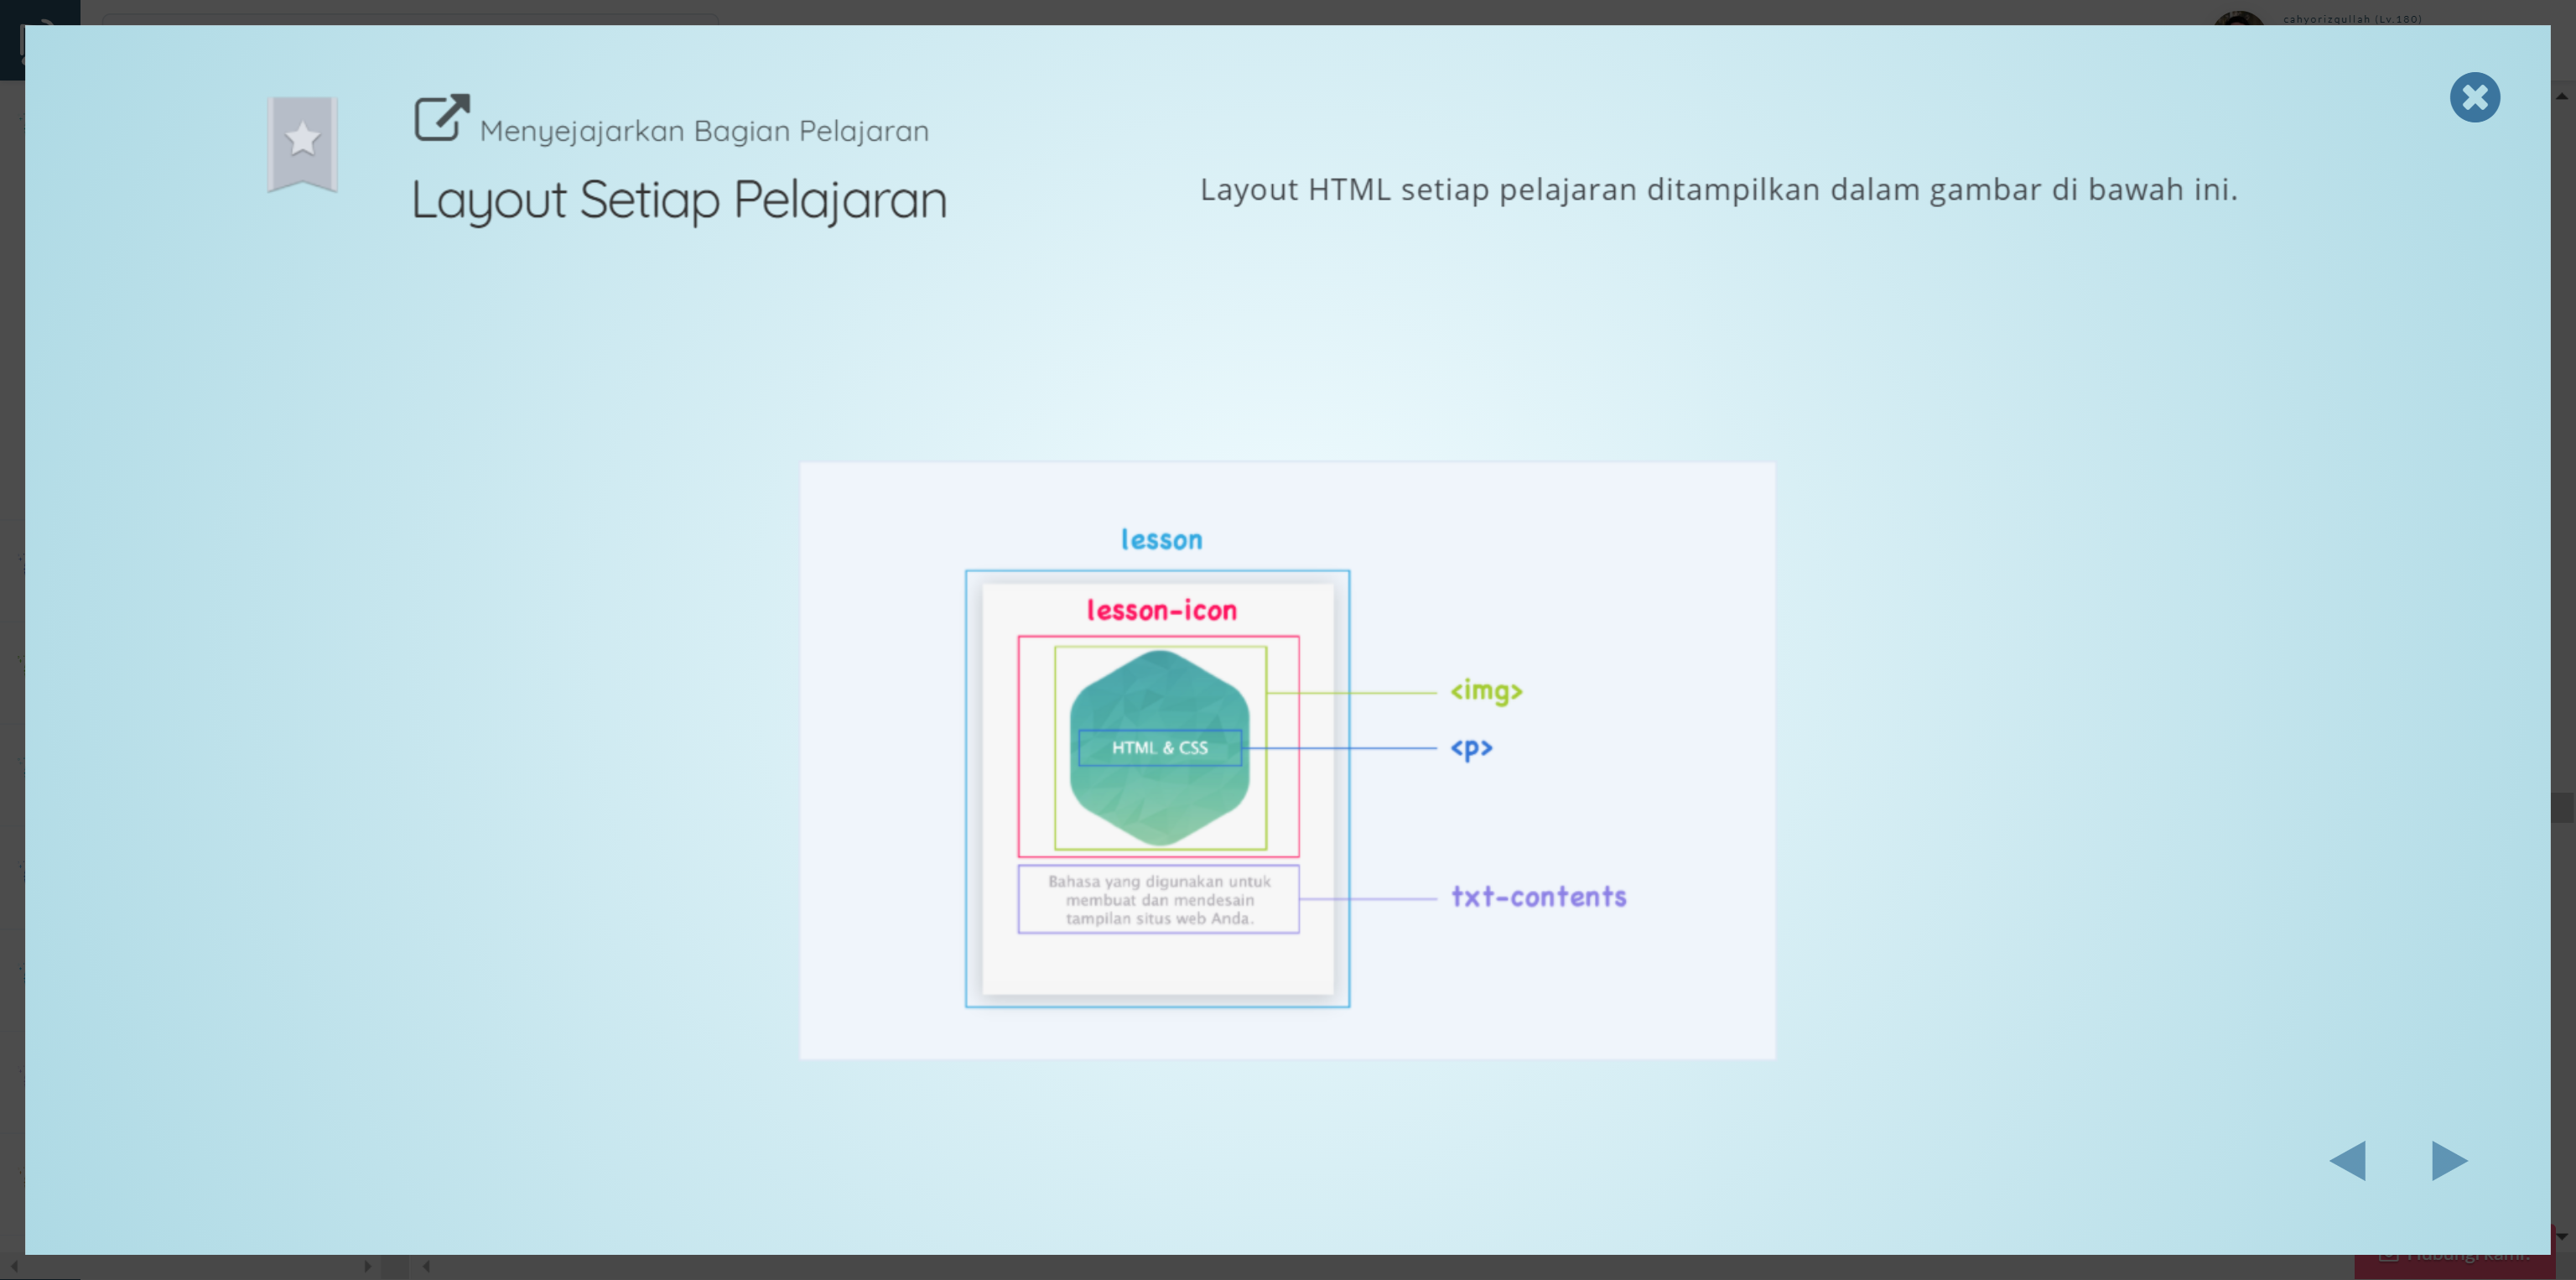 cahyorizqullah (Lv.180)
Menyejajarkan Bagian Pelajaran
Layout Setiap Pelajaran
Layout HTML setiap pelajaran ditampilkan dalam gambar di bawah ini.
lesson
lesson-icon
<img>
HTML & CSS
<p>
Bahasa yang digunakan untuk
membuat dan mendesain
tampilan situs web Anda.
txt-contents
Hubungi kami!